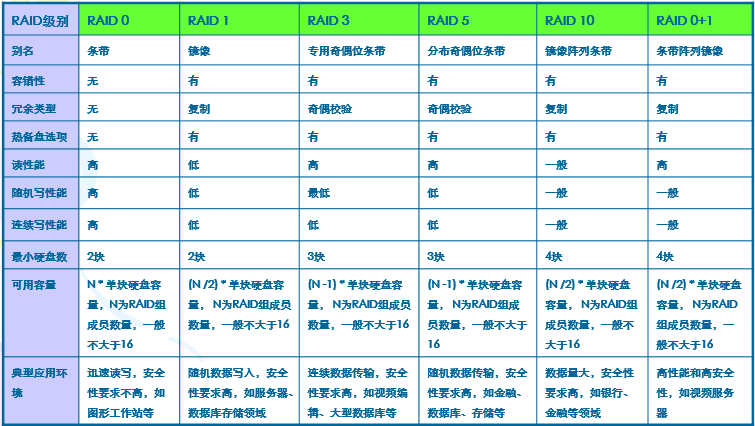 RAID级别 RAID 0 RAID 1 RAID 3 RAID 5 RAID 10 RAID 0+1
别名 条带 镜像 专用奇偶位条带 分布奇偶位条带 镜像阵列条带 条带阵列镜像
容错性 无 有 有 有 有 有
冗余类型 无 复制 奇偶校验 奇偶校验 复制 复制
热备盘选项 无 有 有 有 有 有
读性能 高 低 高 高 一般 高
随机写性能 高 低 最低 低 一般 一般
连续写性能 高 低 低 低 一般 一般
最小硬盘数 2块 2块 3块 3块 4块 4块
可用容量 N * 单块硬盘容 (N /2) * 单块硬盘 (N -1) * 单块硬盘容 (N -1) * 单块硬盘容 (N /2) * 单块硬盘 (N /2) * 单块硬盘
量，N为RAID组 容量， N为RAID组成员 量， N为RAID组成员 量， N为RAID组成员 容量， N为RAID组 容量， N为RAID
成员数量，一般 数量，一般不大于16 数量，一般不大于16 数量，一般不大于 成员数量，一般不 组成员数量，一
不大于16 16 大于16 般不大于16
典型应用环 迅速读写，安全 随机数据写入，安全 连续数据传输，安全 随机数据传输，安全 数据量大，安全性 高性能和高安全
境 性要求不高，如 性要求高，如服务器、 性要求高，如视频编 性要求高，如金融、 要求高，如银行、 性，如视频服务
图形工作站等 数据库存储领域 辑、大型数据库等 数据库、存储等 金融等领域 器